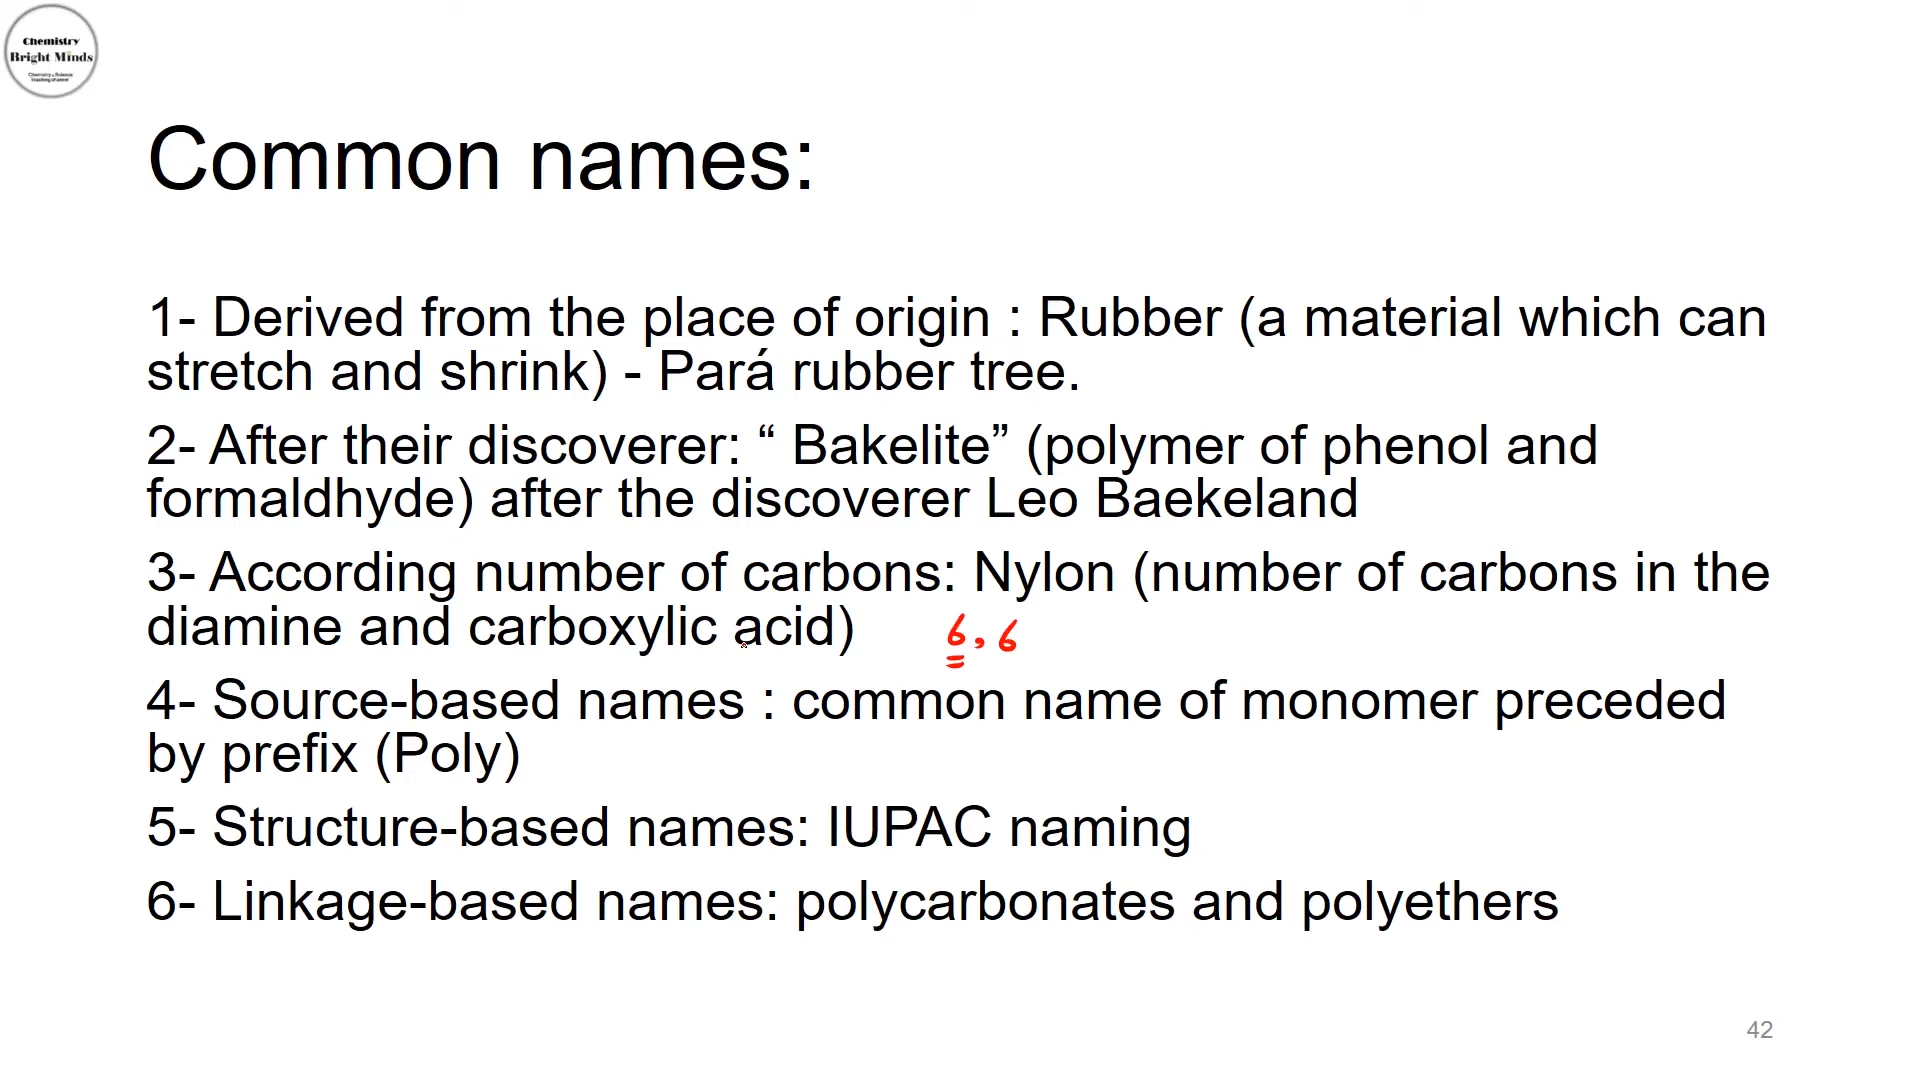 Chemistry
Bright Minds
Chemistry & Science
Teaching channel
Common names:
1- Derived from the place of origin : Rubber (a material which can
stretch and shrink) - Pará rubber tree.
2- After their discoverer: “ Bakelite” (polymer of phenol and
formaldhyde) after the discoverer Leo Baekeland
3- According number of carbons: Nylon (number of carbons in the
diamine and carboxylic acid) 6, 6
4- Source-based names : common name of monomer preceded
by prefix (Poly)
5- Structure-based names: IUPAC naming
6- Linkage-based names: polycarbonates and polyethers
42